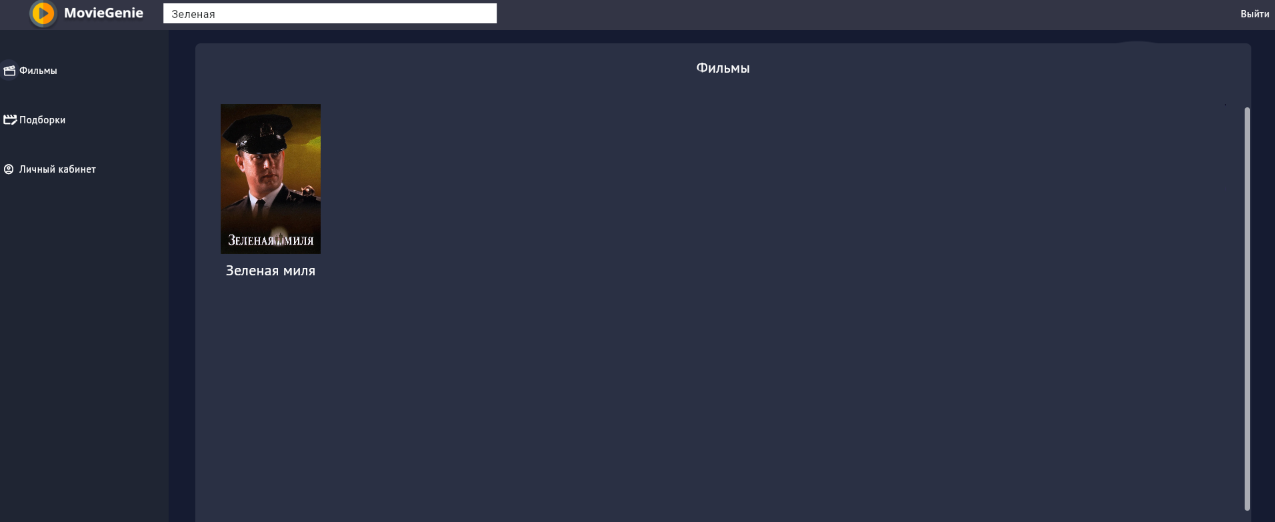 MovieGenie
Зеленая
Выйти
Фильмы
Подборки
Личный кабинет
Фильмы
ЗЕЛЕНАЯ МИЛЯ
Зеленая миля